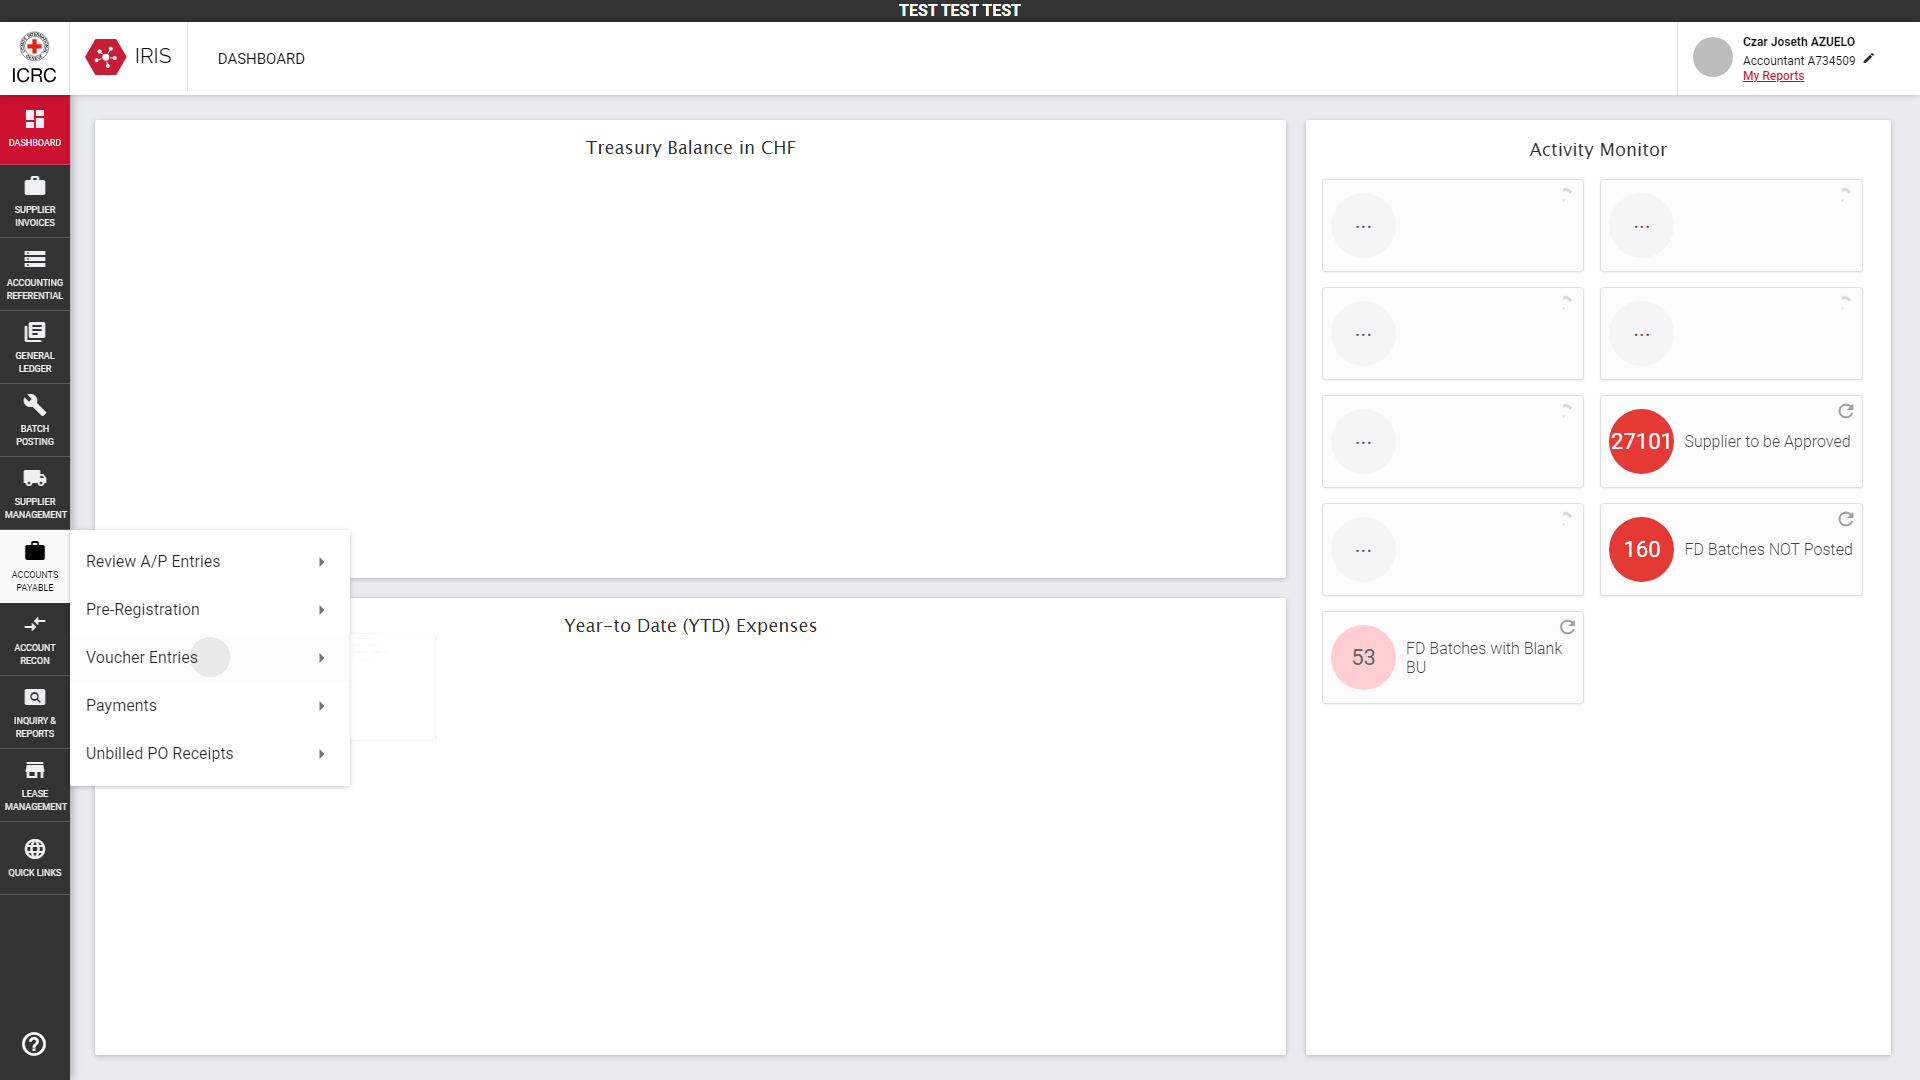 TEST TEST TEST
ICRC
IRIS
DASHBOARD
Czar Joseth AZUELO
Accountant A734509
My Reports
DASHBOARD
SUPPLIER
INVOICES
ACCOUNTING
REFERENTIAL
GENERAL
LEDGER
BATCH
POSTING
SUPPLIER
MANAGEMENT
ACCOUNTS
PAYABLE
ACCOUNT
RECON
INQUIRY &
REPORTS
LEASE
MANAGEMENT
QUICK LINKS
Review A/P Entries
Pre-Registration
Voucher Entries
Payments
Unbilled PO Receipts
Treasury Balance in CHF
Year-to Date (YTD) Expenses
Activity Monitor
...
...
...
...
...
27101 Supplier to be Approved
...
160 FD Batches NOT Posted
53 FD Batches with Blank
BU